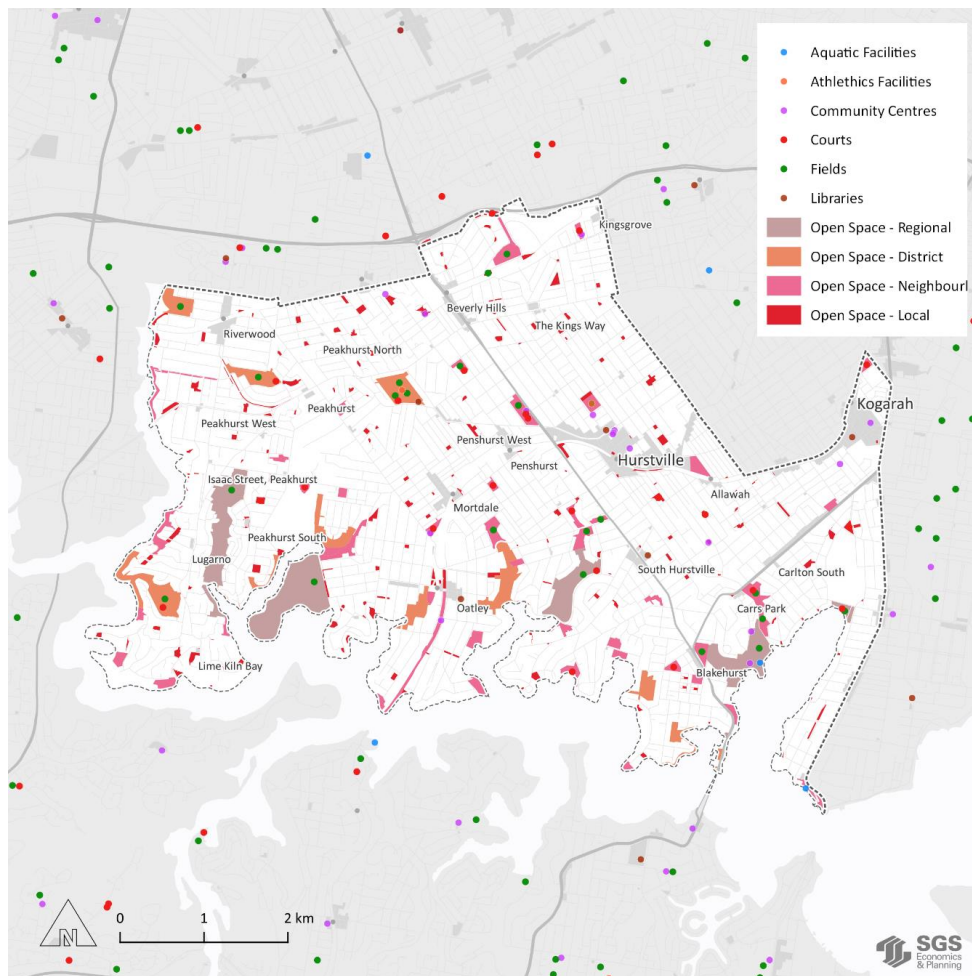 Aquatic Facilities
Athlethics Facilities
Community Centres
Courts
Fields
Libraries
Open Space - Regional
Open Space - District
Open Space - Neighbourl
Open Space - Local
Kingsgrove
Beverly Hills
The Kings Way
Riverwood
Peakhurst North
Peakhurst
Kogarah
Peakhurst West
Penshurst West
Penshurst
Hurstville
Isaac Street, Peakhurst
Allawah
Mortdale
Peakhurst South
Lugarno
South Hurstville
Carlton South
Oatley
Carrs Park
Lime Kiln Bay
Blakehurst
N
0 1 2 km
SGS
Economics
& Planning